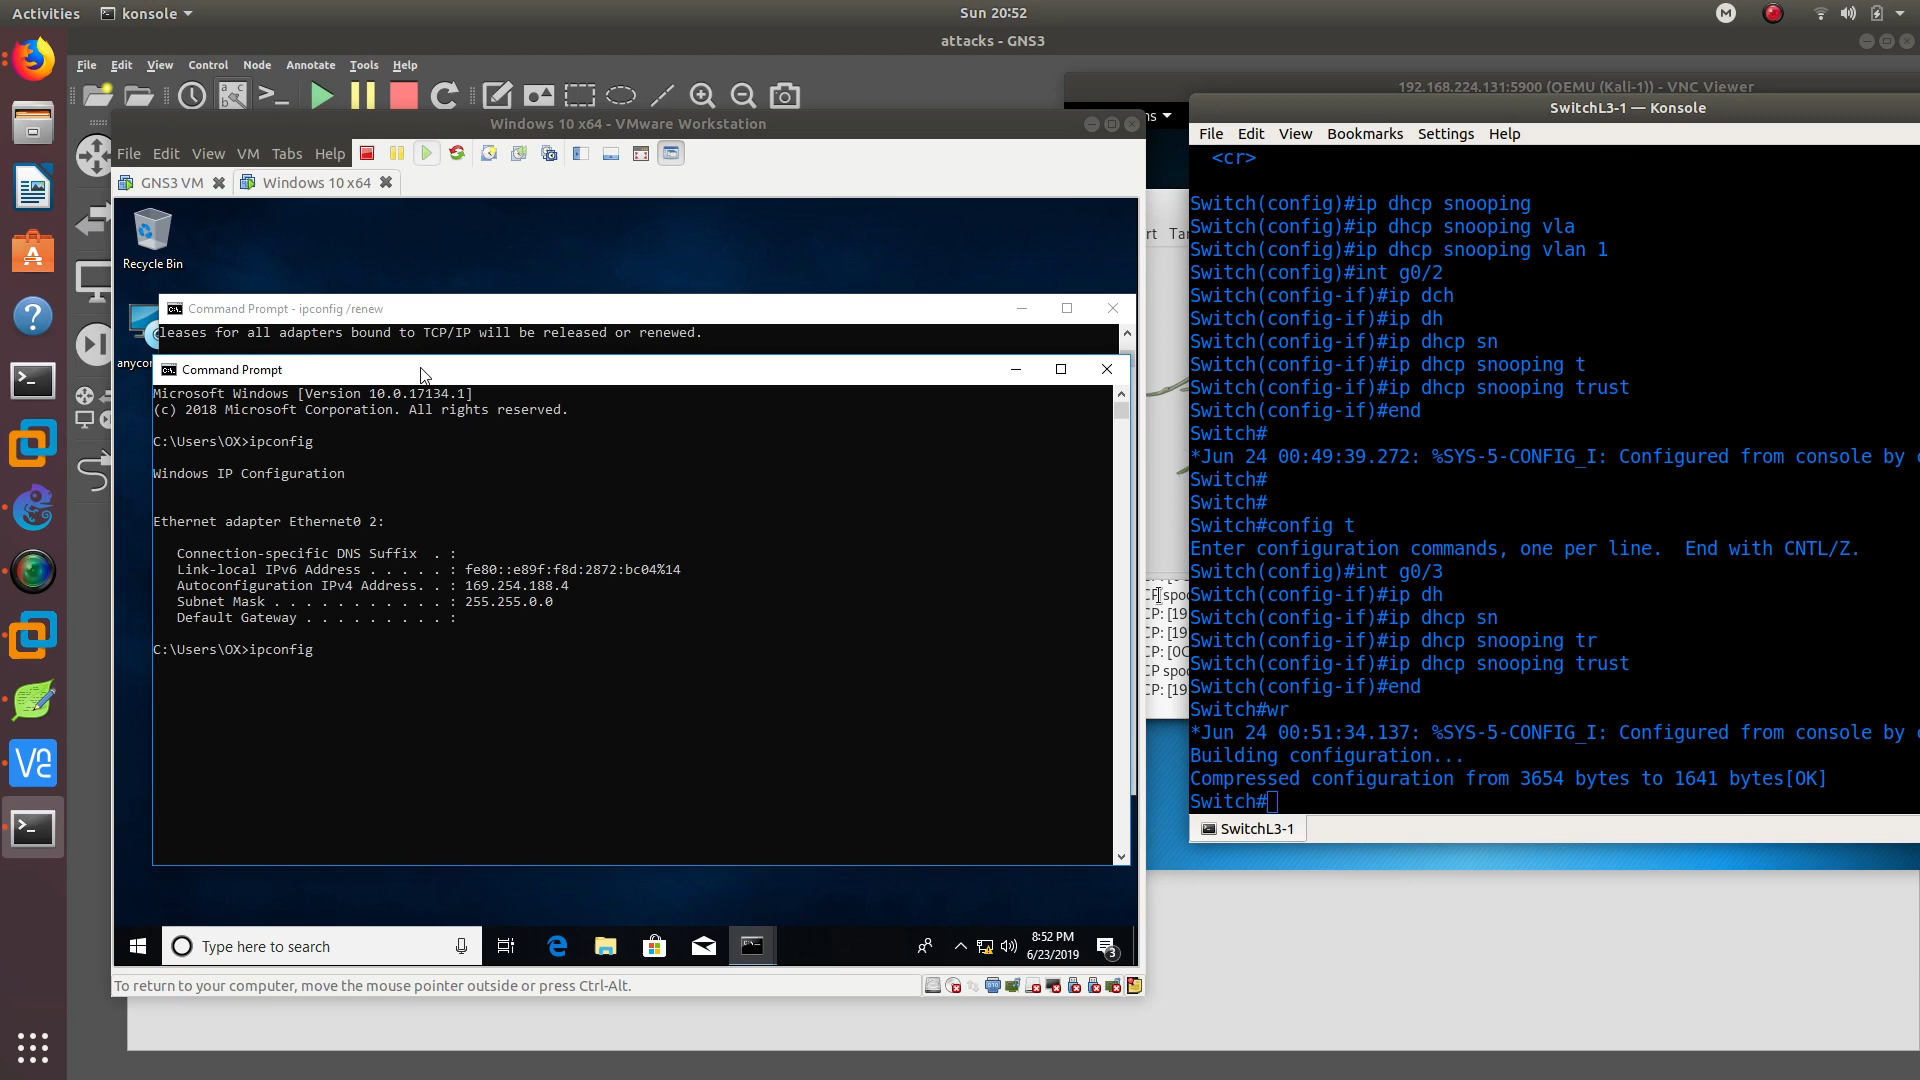 Activities
konsole
Sun 20:52
attacks - GNS3
File Edit View Control Node Annotate Tools Help
192.168.224.131:5900 (QEMU (Kali-1)) - VNC Viewer
Windows 10 x64 - VMware Workstation
File Edit View VM Tabs Help
GNS3 VM
Windows 10 x64
Recycle Bin
Command Prompt - ipconfig /renew
leases for all adapters bound to TCP/IP will be released or renewed.
Command Prompt
Microsoft Windows [Version 10.0.17134.1]
(c) 2018 Microsoft Corporation. All rights reserved.
C:\Users\OX>ipconfig
Windows IP Configuration
Ethernet adapter Ethernet0 2:
Connection-specific DNS Suffix . :
Link-local IPv6 Address . . . . . : fe80::e89f:f8d:2872:bc04%14
Autoconfiguration IPv4 Address. . : 169.254.188.4
Subnet Mask . . . . . . . . . . . : 255.255.0.0
Default Gateway . . . . . . . . . :
C:\Users\OX>ipconfig
Type here to search
8:52 PM
6/23/2019
3
To return to your computer, move the mouse pointer outside or press Ctrl-Alt.
SwitchL3-1 — Konsole
File Edit View Bookmarks Settings Help
<cr>
Switch(config)#ip dhcp snooping
Switch(config)#ip dhcp snooping vla
Switch(config)#ip dhcp snooping vlan 1
Switch(config)#int g0/2
Switch(config-if)#ip dch
Switch(config-if)#ip dh
Switch(config-if)#ip dhcp sn
Switch(config-if)#ip dhcp snooping t
Switch(config-if)#ip dhcp snooping trust
Switch(config-if)#end
Switch#
*Jun 24 00:49:39.272: %SYS-5-CONFIG_I: Configured from console by
Switch#
Switch#
Switch#config t
Enter configuration commands, one per line.  End with CNTL/Z.
Switch(config)#int g0/3
Switch(config-if)#ip dh
Switch(config-if)#ip dhcp sn
Switch(config-if)#ip dhcp snooping tr
Switch(config-if)#ip dhcp snooping trust
Switch(config-if)#end
Switch#wr
*Jun 24 00:51:34.137: %SYS-5-CONFIG_I: Configured from console by
Building configuration...
Compressed configuration from 3654 bytes to 1641 bytes[OK]
Switch#
SwitchL3-1